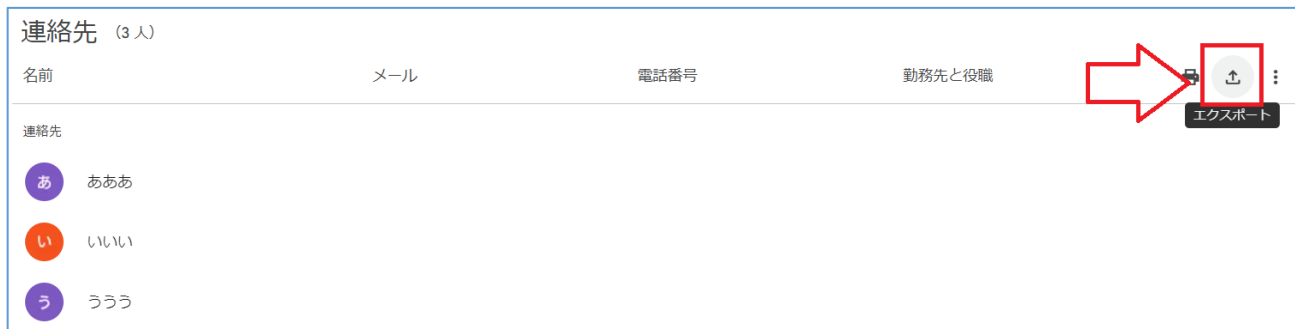 連絡先 （3 人）
名前 メール 電話番号 勤務先と役職
エクスポート
連絡先
あ ああああ
い いいい
う ううう